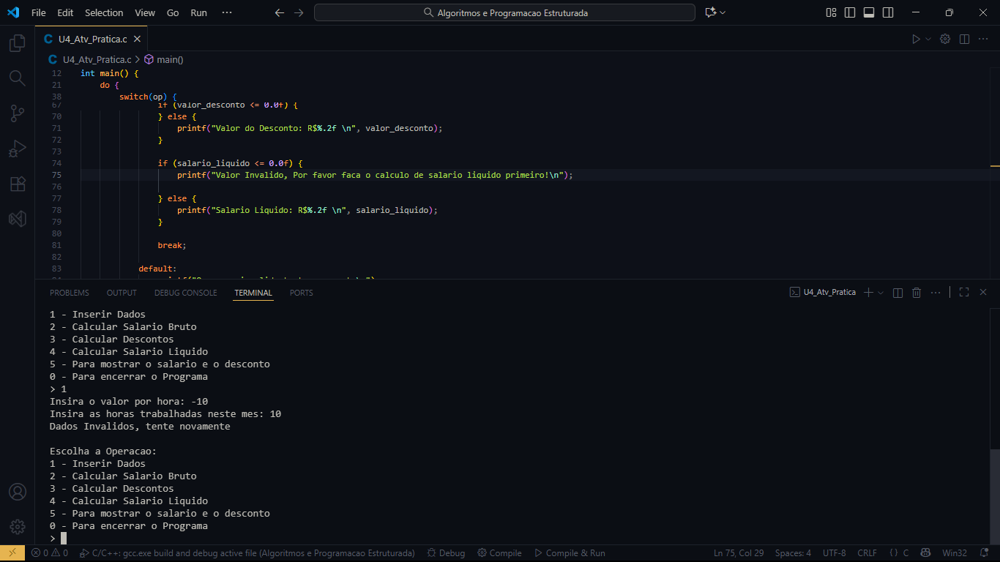 File Edit Selection View Go Run ··· Algoritmos e Programacao Estruturada
C U4_Atv_Pratica.c
C U4_Atv_Pratica.c > main()
12 int main() {
21 do {
38 switch(op) {
67 if (valor_desconto <= 0.0f) {
70 } else {
71 printf("Valor do Desconto: R$%.2f \n", valor_desconto);
72 }
73
74 if (salario_liquido <= 0.0f) {
75 printf("Valor Invalido, Por favor faca o calculo de salario liquido primeiro!\n");
76
77 } else {
78 printf("Salario Liquido: R$%.2f \n", salario_liquido);
79 }
80
81 break;
82
83 default:
PROBLEMS OUTPUT DEBUG CONSOLE TERMINAL PORTS U4_Atv_Pratica
1 - Inserir Dados
2 - Calcular Salario Bruto
3 - Calcular Descontos
4 - Calcular Salario Liquido
5 - Para mostrar o salario e o desconto
0 - Para encerrar o Programa
> 1
Insira o valor por hora: -10
Insira as horas trabalhadas neste mes: 10
Dados Invalidos, tente novamente
Escolha a Operacao:
1 - Inserir Dados
2 - Calcular Salario Bruto
3 - Calcular Descontos
4 - Calcular Salario Liquido
5 - Para mostrar o salario e o desconto
0 - Para encerrar o Programa
>
0 0 C/C++: gcc.exe build and debug active file (Algoritmos e Programacao Estruturada) Debug Compile Compile & Run Ln 75, Col 29 Spaces: 4 UTF-8 CRLF {} C Win32